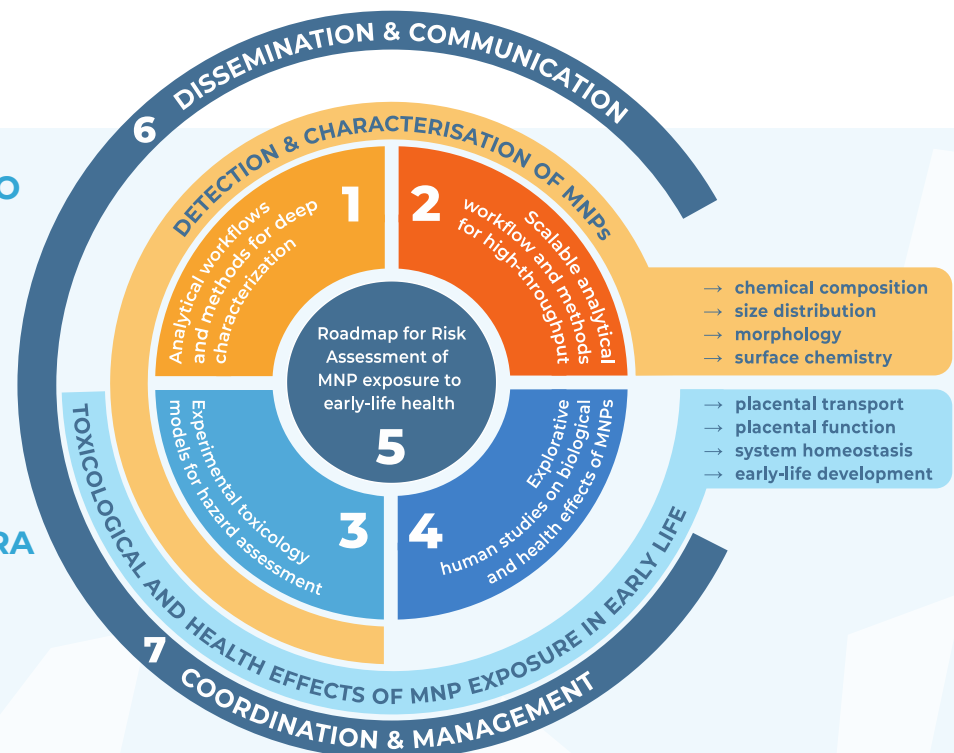 6 DISSEMINATION & COMMUNICATION
DETECTION & CHARACTERISATION OF MNPs
1
Analytical workflows
and methods for deep
characterization
2
Scalable analytical
workflow and methods
for high-throughput
→ chemical composition
→ size distribution
→ morphology
→ surface chemistry
Roadmap for Risk
Assessment of
MNP exposure to
early-life health
5
→ placental transport
→ placental function
→ system homeostasis
→ early-life development
3
Experimental toxicology
models for hazard assessment
4
Explorative
human studies on biological
and health effects of MNPs
TOXICOLOGICAL AND HEALTH EFFECTS OF MNP EXPOSURE IN EARLY LIFE
7 COORDINATION & MANAGEMENT
O
RA